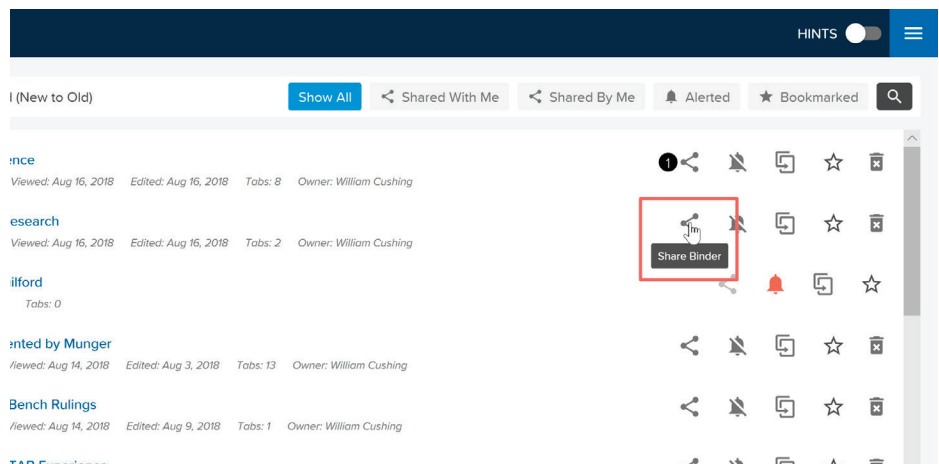 HINTS
l (New to Old)
Show All
Shared With Me
Shared By Me
Alerted
Bookmarked
ence
1
Viewed: Aug 16, 2018 Edited: Aug 16, 2018 Tabs: 8 Owner: William Cushing
esearch
Viewed: Aug 16, 2018 Edited: Aug 16, 2018 Tabs: 2 Owner: William Cushing
Share Binder
ilford
Tabs: 0
ented by Munger
Viewed: Aug 14, 2018 Edited: Aug 3, 2018 Tabs: 13 Owner: William Cushing
Bench Rulings
Viewed: Aug 14, 2018 Edited: Aug 9, 2018 Tabs: 1 Owner: William Cushing